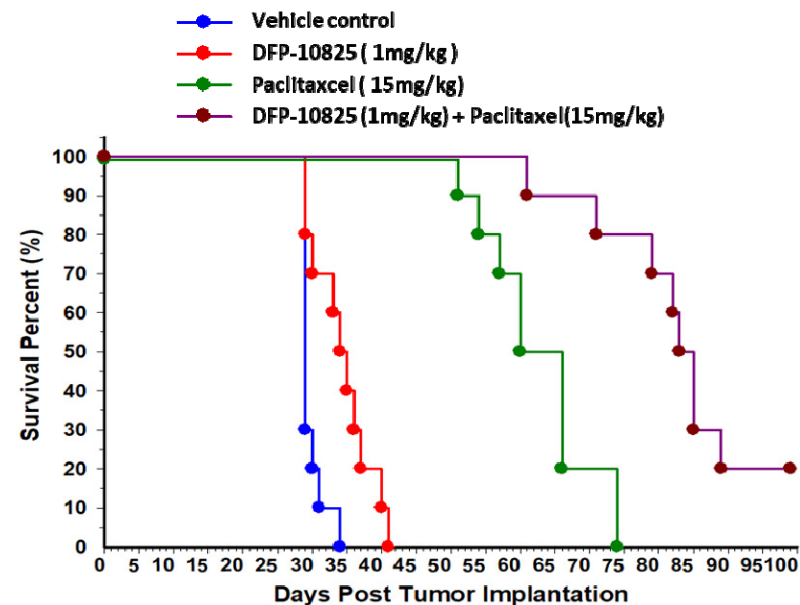 Vehicle control
DFP-10825 ( 1mg/kg )
Paclitaxcel ( 15mg/kg)
DFP-10825 (1mg/kg) + Paclitaxel(15mg/kg)
100
90
80
70
60
50
40
30
20
10
0
Survival Percent (%)
0 5 10 15 20 25 30 35 40 45 50 55 60 65 70 75 80 85 90 95 100
Days Post Tumor Implantation